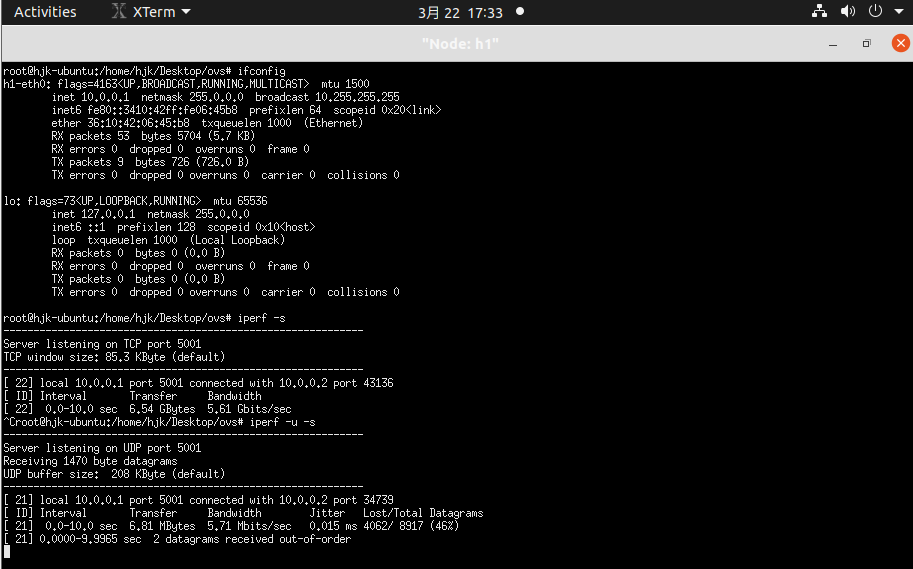 Activities XTerm 3月 22 17:33
"Node: h1"
root@hjk-ubuntu:/home/hjk/Desktop/ovs# ifconfig
h1-eth0: flags=4163<UP,BROADCAST,RUNNING,MULTICAST>  mtu 1500
        inet 10.0.0.1  netmask 255.0.0.0  broadcast 10.255.255.255
        inet6 fe80::3410:42ff:fe06:45b8  prefixlen 64  scopeid 0x20<link>
        ether 36:10:42:06:45:b8  txqueuelen 1000  (Ethernet)
        RX packets 53  bytes 5704 (5.7 KB)
        RX errors 0  dropped 0  overruns 0  frame 0
        TX packets 9  bytes 726 (726.0 B)
        TX errors 0  dropped 0 overruns 0  carrier 0  collisions 0
lo: flags=73<UP,LOOPBACK,RUNNING>  mtu 65536
        inet 127.0.0.1  netmask 255.0.0.0
        inet6 ::1  prefixlen 128  scopeid 0x10<host>
        loop  txqueuelen 1000  (Local Loopback)
        RX packets 0  bytes 0 (0.0 B)
        RX errors 0  dropped 0  overruns 0  frame 0
        TX packets 0  bytes 0 (0.0 B)
        TX errors 0  dropped 0 overruns 0  carrier 0  collisions 0
root@hjk-ubuntu:/home/hjk/Desktop/ovs# iperf -s
------------------------------------------------------------
Server listening on TCP port 5001
TCP window size: 85.3 KByte (default)
------------------------------------------------------------
[ 22] local 10.0.0.1 port 5001 connected with 10.0.0.2 port 43136
[ ID] Interval       Transfer     Bandwidth
[ 22]  0.0-10.0 sec  6.54 GBytes  5.61 Gbits/sec
^Croot@hjk-ubuntu:/home/hjk/Desktop/ovs# iperf -u -s
------------------------------------------------------------
Server listening on UDP port 5001
Receiving 1470 byte datagrams
UDP buffer size:  208 KByte (default)
------------------------------------------------------------
[ 21] local 10.0.0.1 port 5001 connected with 10.0.0.2 port 34739
[ ID] Interval       Transfer     Bandwidth        Jitter   Lost/Total Datagrams
[ 21]  0.0-10.0 sec  6.81 MBytes  5.71 Mbits/sec   0.015 ms 4062/ 8917 (46%)
[ 21] 0.0000-9.9965 sec  2 datagrams received out-of-order